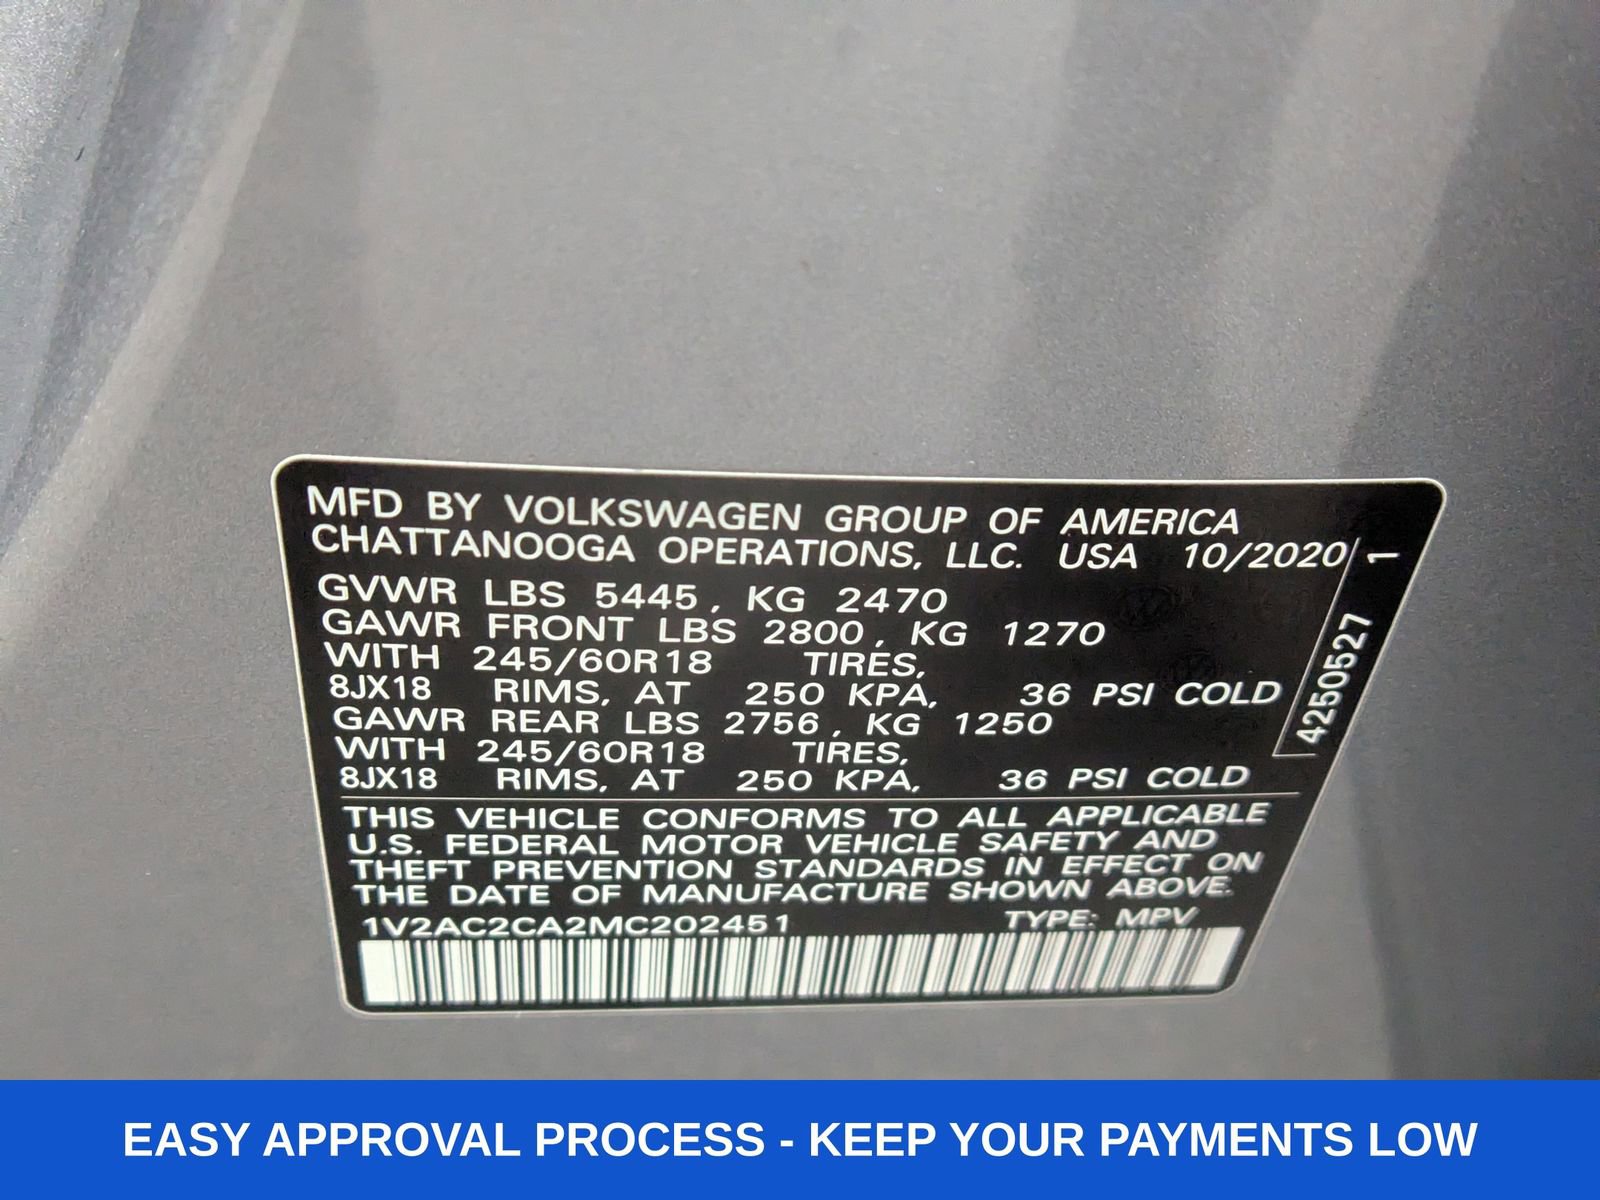 MFD BY VOLKSWAGEN GROUP OF AMERICA
CHATTANOOGA OPERATIONS, LLC. USA 10/2020
GVWR LBS 5445, KG 2470
GAWR FRONT LBS 2800, KG 1270
WITH 245/60R18 TIRES,
8JX18 RIMS, AT 250 KPA, 36 PSI COLD
GAWR REAR LBS 2756, KG 1250
WITH 245/60R18 TIRES,
8JX18 RIMS, AT 250 KPA, 36 PSI COLD
THIS VEHICLE CONFORMS TO ALL APPLICABLE
U.S. FEDERAL MOTOR VEHICLE SAFETY AND
THEFT PREVENTION STANDARDS IN EFFECT ON
THE DATE OF MANUFACTURE SHOWN ABOVE.
1V2AC2CA2MC202451 TYPE: MPV
4250527 1
EASY APPROVAL PROCESS - KEEP YOUR PAYMENTS LOW